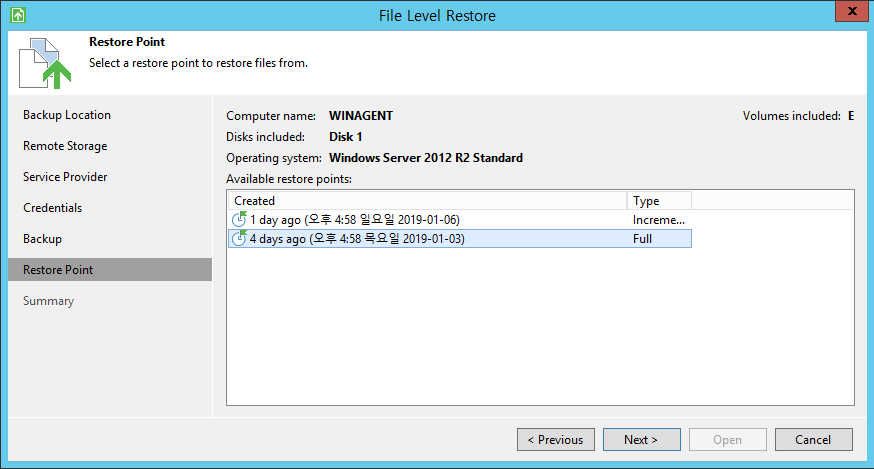 File Level Restore
X
Restore Point
Select a restore point to restore files from.
Backup Location
Remote Storage
Service Provider
Credentials
Backup
Restore Point
Summary
Computer name: WINAGENT Volumes included: E
Disks included: Disk 1
Operating system: Windows Server 2012 R2 Standard
Available restore points:
Created Type
1 day ago (오후 4:58 일요일 2019-01-06) Increme...
4 days ago (오후 4:58 목요일 2019-01-03) Full
< Previous Next > Open Cancel